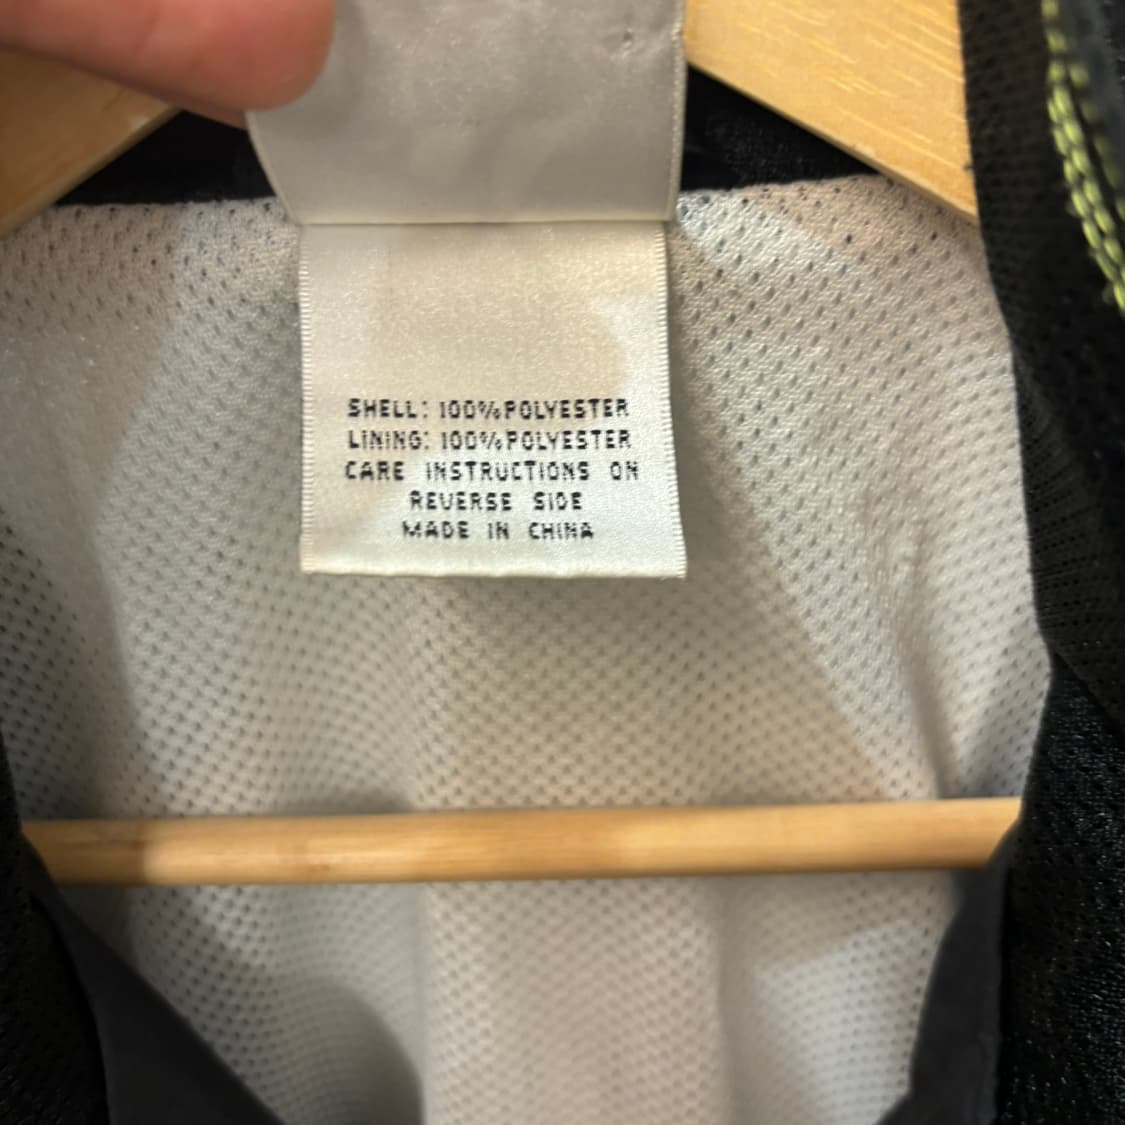 SHELL: 100%POLYESTER
LINING: 100%POLYESTER
CARE INSTRUCTIONS ON
REVERSE SIDE
MADE IN CHINA